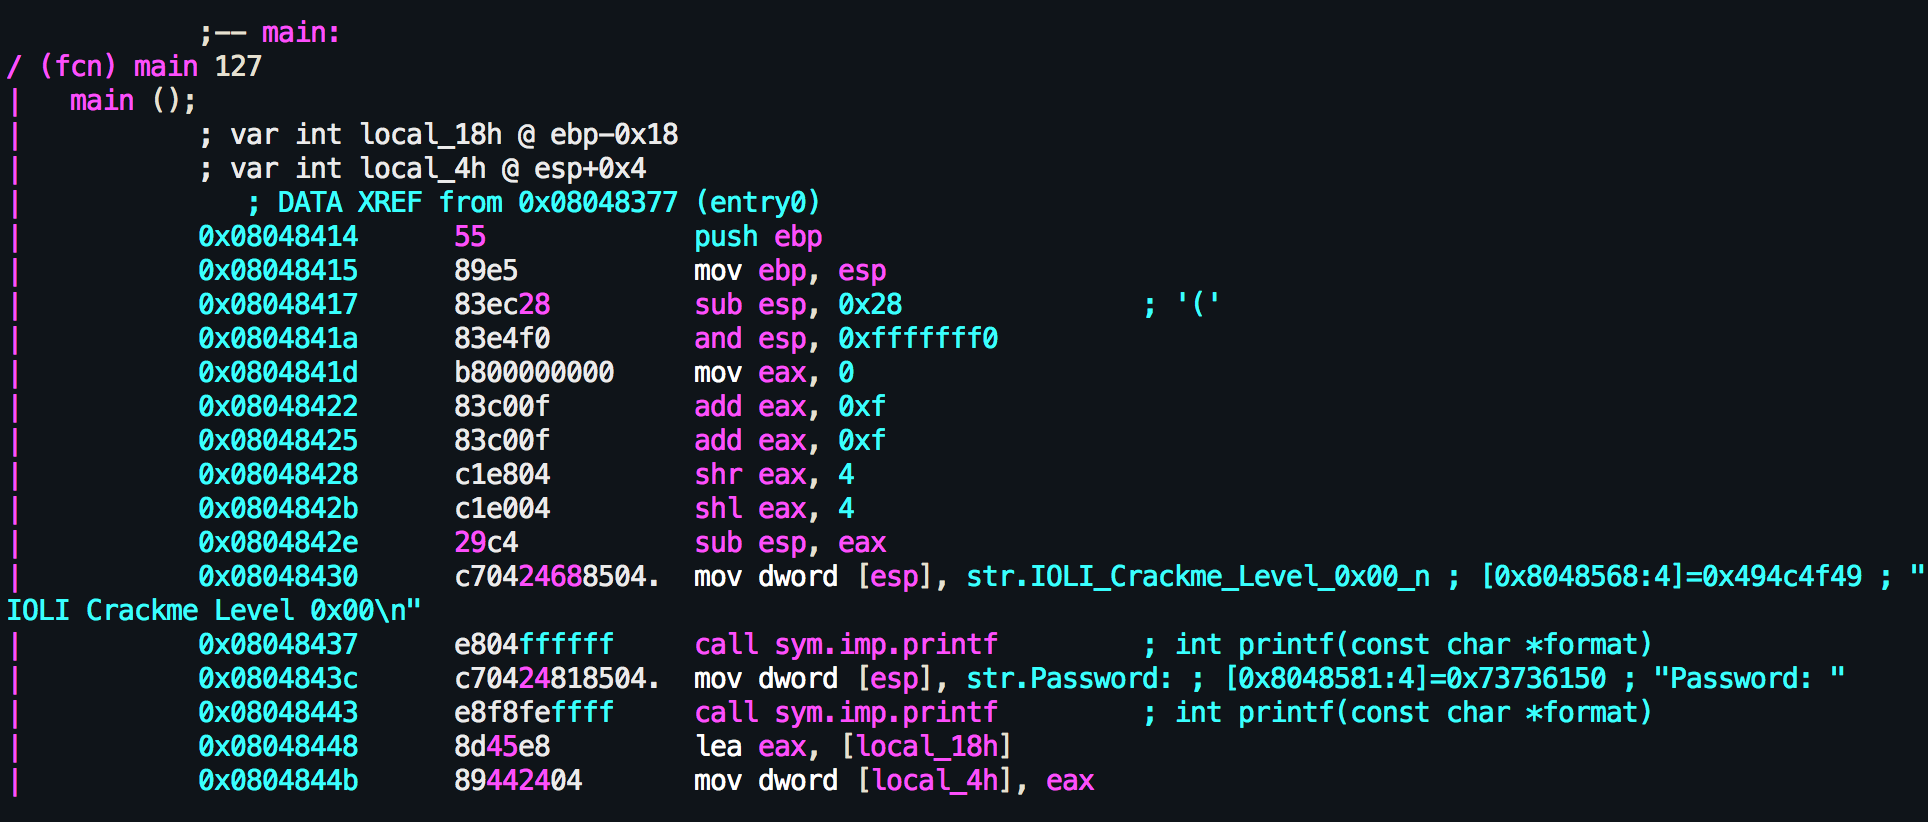 ;-- main:
/ (fcn) main 127
|   main ();
|           ; var int local_18h @ ebp-0x18
|           ; var int local_4h @ esp+0x4
|              ; DATA XREF from 0x08048377 (entry0)
|           0x08048414      55             push ebp
|           0x08048415      89e5           mov ebp, esp
|           0x08048417      83ec28         sub esp, 0x28               ; '('
|           0x0804841a      83e4f0         and esp, 0xfffffff0
|           0x0804841d      b800000000     mov eax, 0
|           0x08048422      83c00f         add eax, 0xf
|           0x08048425      83c00f         add eax, 0xf
|           0x08048428      c1e804         shr eax, 4
|           0x0804842b      c1e004         shl eax, 4
|           0x0804842e      29c4           sub esp, eax
|           0x08048430      c70424688504.  mov dword [esp], str.IOLI_Crackme_Level_0x00_n ; [0x8048568:4]=0x494c4f49 ; "
IOLI Crackme Level 0x00\n"
|           0x08048437      e804ffffff     call sym.imp.printf         ; int printf(const char *format)
|           0x0804843c      c70424818504.  mov dword [esp], str.Password: ; [0x8048581:4]=0x73736150 ; "Password: "
|           0x08048443      e8f8feffff     call sym.imp.printf         ; int printf(const char *format)
|           0x08048448      8d45e8         lea eax, [local_18h]
|           0x0804844b      89442404       mov dword [local_4h], eax